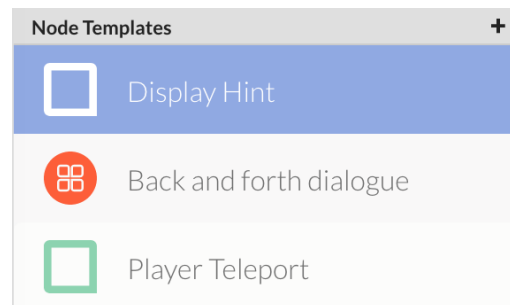 Node Templates +
Display Hint
Back and forth dialogue
Player Teleport